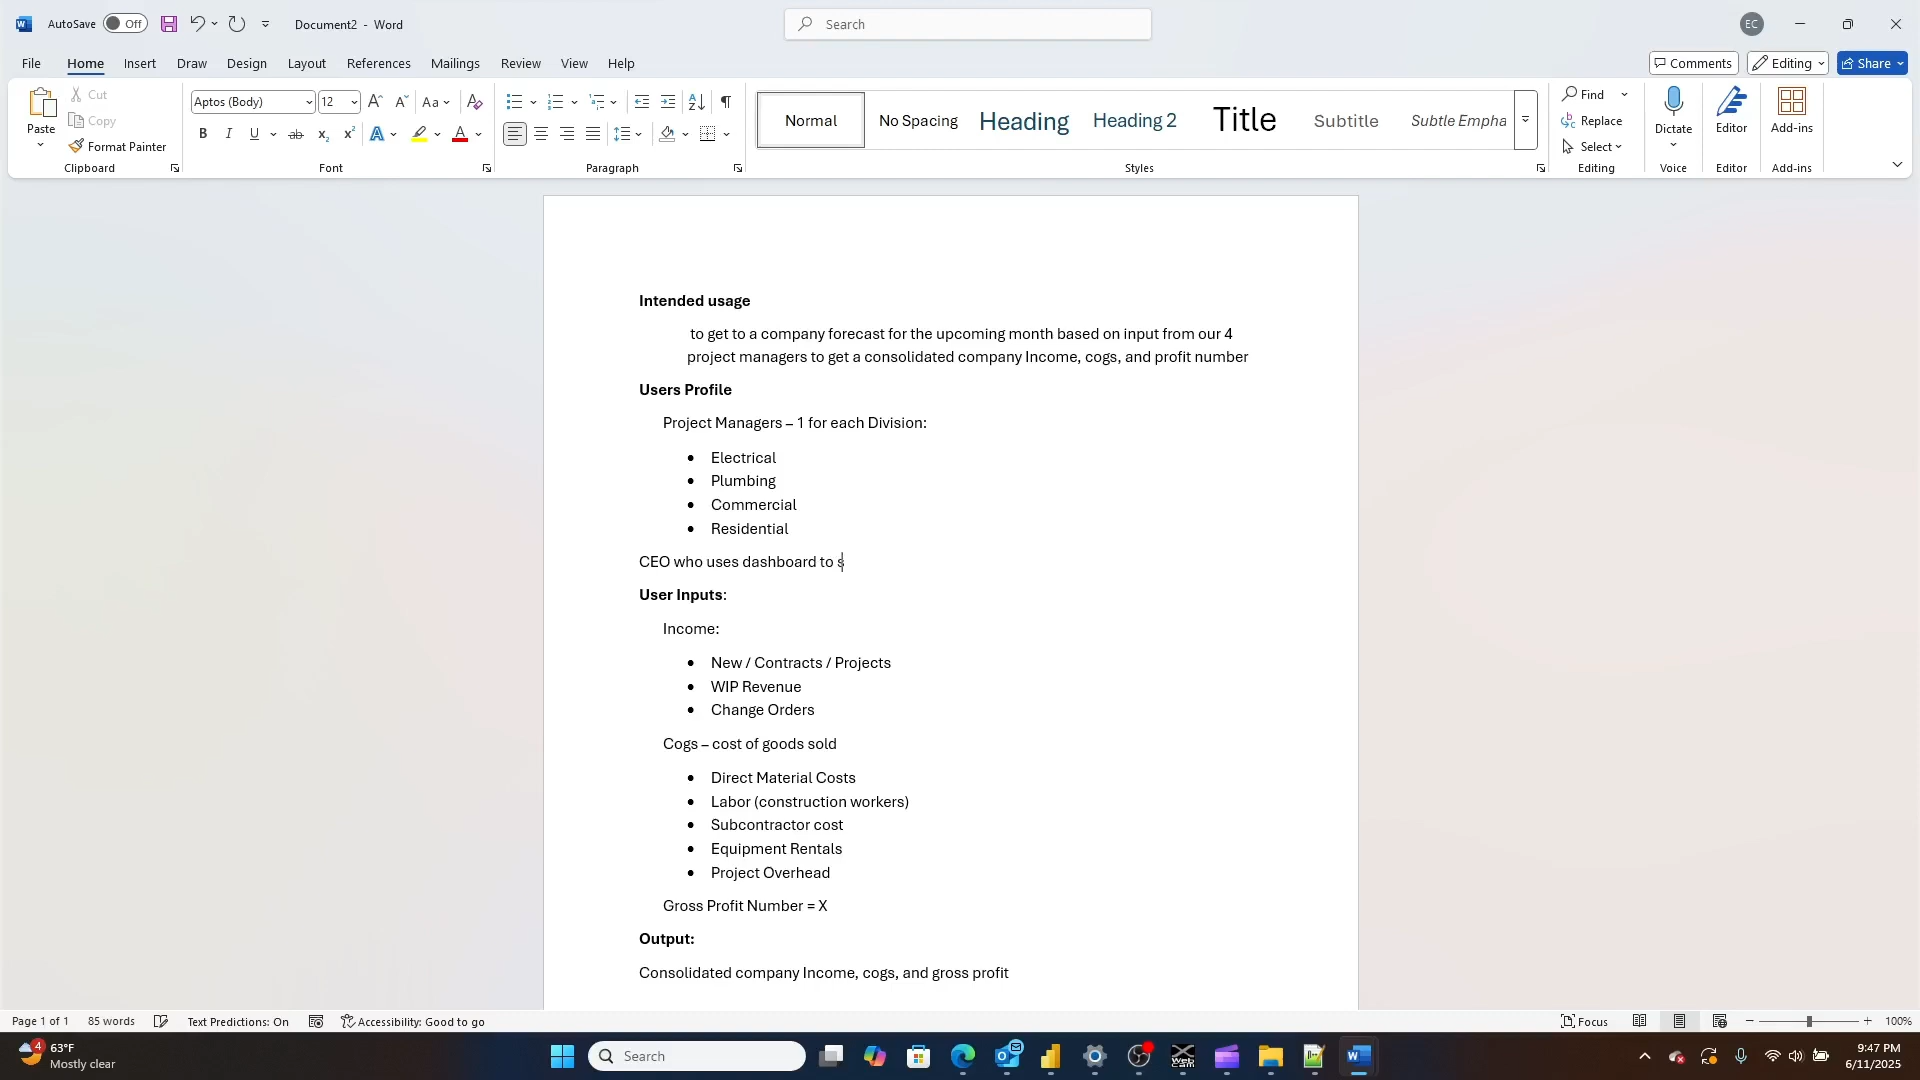 AutoSave Off Document2 - Word Search EC
File Home Insert Draw Design Layout References Mailings Review View Help Comments Editing Share
Paste Cut Copy Format Painter
Aptos (Body) 12 Aa
Normal No Spacing Heading Heading 2 Title Subtitle Subtle Empha
Find Replace Select Dictate Editor Add-ins
Clipboard Font Paragraph Styles Editing Voice Editor Add-ins
Intended usage
to get to a company forecast for the upcoming month based on input from our 4
project managers to get a consolidated company Income, cogs, and profit number
Users Profile
Project Managers – 1 for each Division:
• Electrical
• Plumbing
• Commercial
• Residential
CEO who uses dashboard to s
User Inputs:
Income:
• New / Contracts / Projects
• WIP Revenue
• Change Orders
Cogs – cost of goods sold
• Direct Material Costs
• Labor (construction workers)
• Subcontractor cost
• Equipment Rentals
• Project Overhead
Gross Profit Number = X
Output:
Consolidated company Income, cogs, and gross profit
Page 1 of 1 85 words Text Predictions: On Accessibility: Good to go Focus 100%
4 63°F
Mostly clear
Search
9:47 PM
6/11/2025